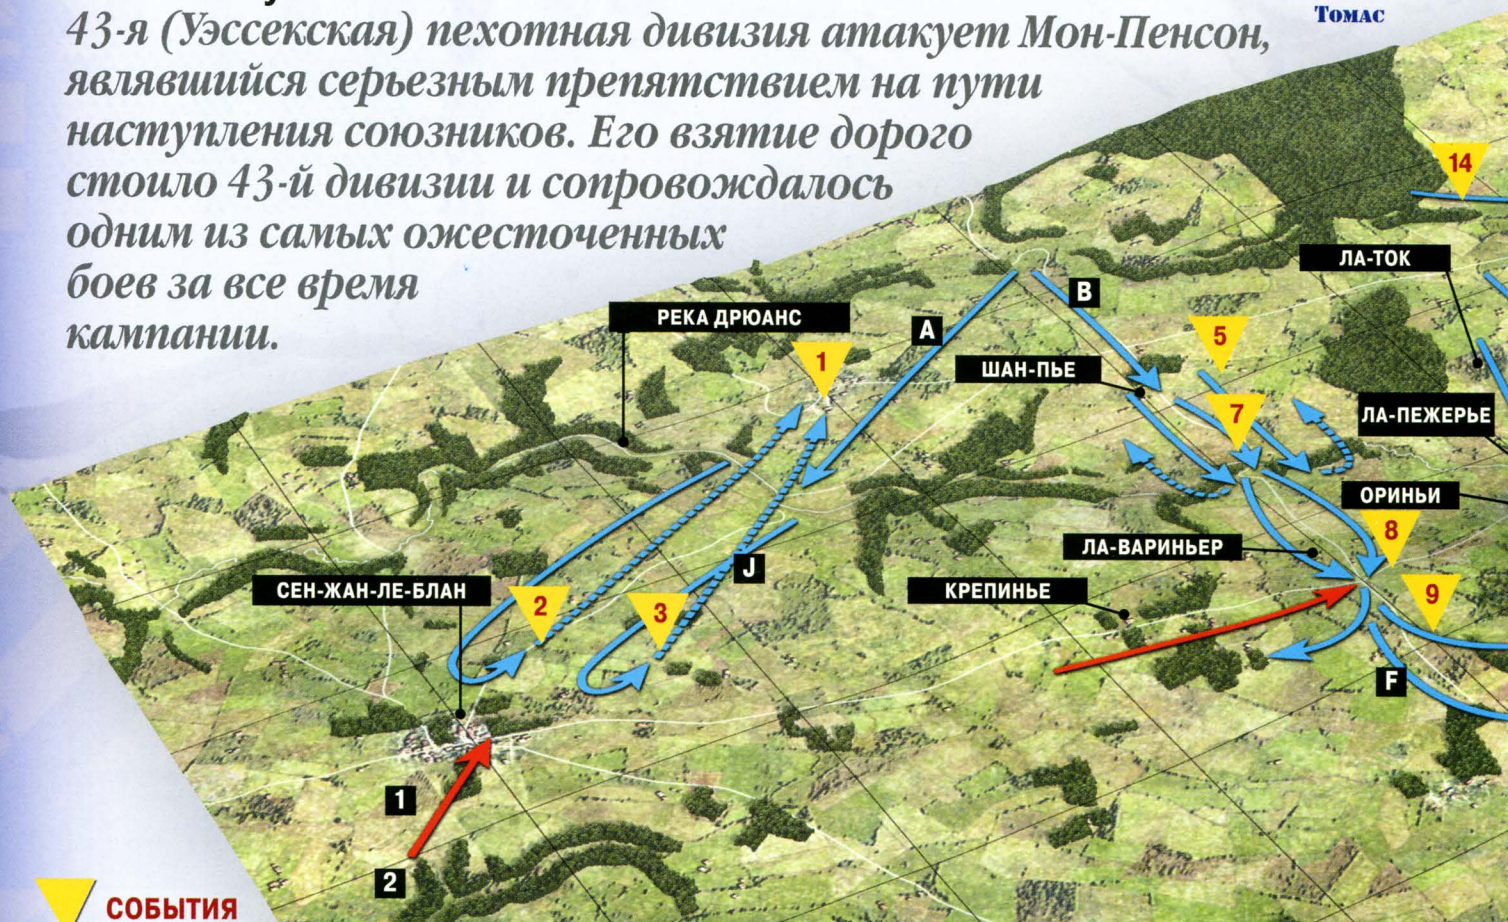 43-я (Уэссекская) пехотная дивизия атакует Мон-Пенсон,
являвшийся серьезным препятствием на пути
наступления союзников. Его взятие дорого
стоило 43-й дивизии и сопровождалось
одним из самых ожесточенных
боев за все время
кампании.
Томас
14
ЛА-ТОК
B
РЕКА ДРЮАНС
A
5
1
ШАН-ПЬЕ
7
ЛА-ПЕЖЕРЬЕ
ОРИНЬИ
8
ЛА-ВАРИНЬЕР
J
СЕН-ЖАН-ЛЕ-БЛАН
2
3
КРЕПИНЬЕ
9
F
1
2
СОБЫТИЯ